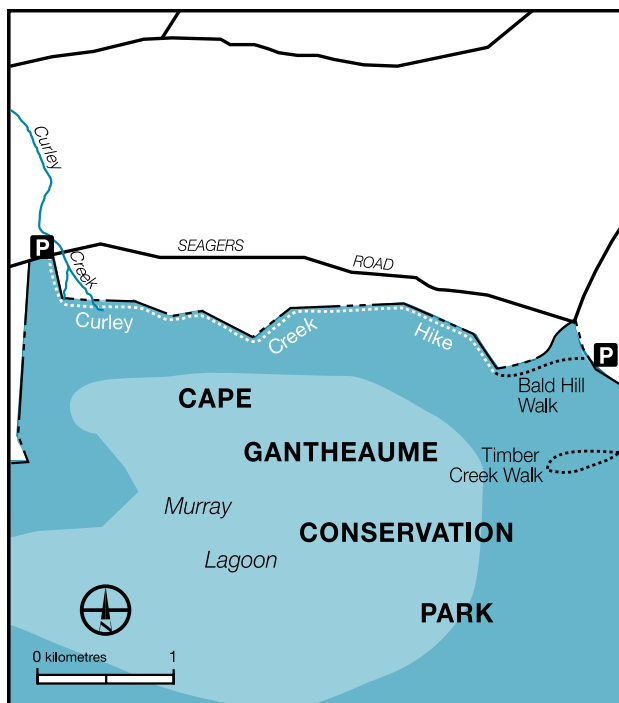 Curley
P
Creek
SEAGERS
ROAD
Curley
Creek
Hike
P
Bald Hill
Walk
CAPE
GANTHEAUME
Timber
Creek Walk
Murray
CONSERVATION
Lagoon
PARK
N
0 kilometres 1